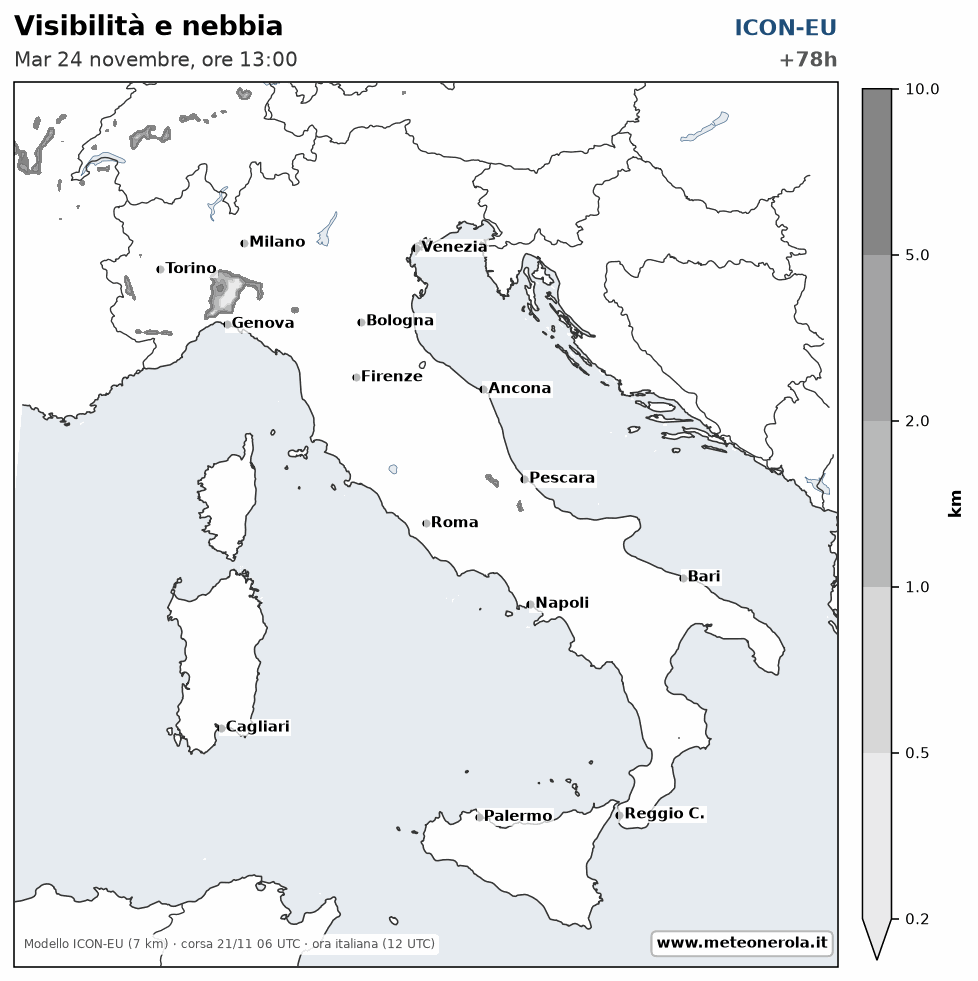 Visibilità e nebbia
ICON-EU
Mar 24 novembre, ore 13:00
+78h
10.0
5.0
2.0
1.0
0.5
0.2
km
Milano
Venezia
Torino
Genova
Bologna
Firenze
Ancona
Pescara
Roma
Bari
Napoli
Cagliari
Palermo
Reggio C.
Modello ICON-EU (7 km) · corsa 21/11 06 UTC · ora italiana (12 UTC)
www.meteonerola.it